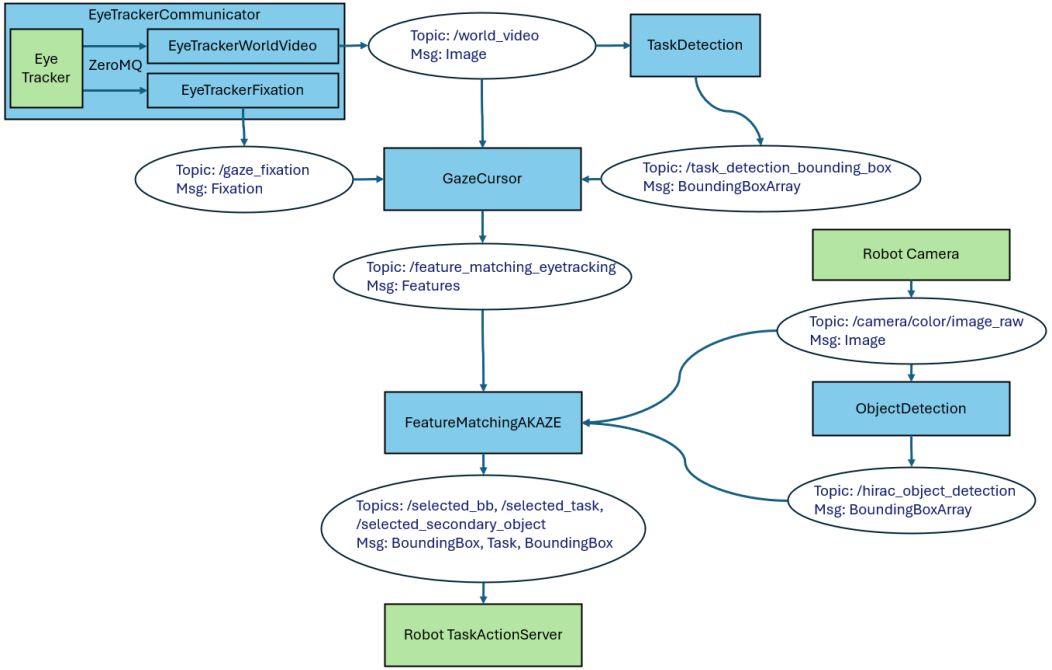 EyeTrackerCommunicator
Eye
Tracker
ZeroMQ
EyeTrackerWorldVideo
EyeTrackerFixation
Topic: /world_video
Msg: Image
TaskDetection
Topic: /gaze_fixation
Msg: Fixation
GazeCursor
Topic: /task_detection_bounding_box
Msg: BoundingBoxArray
Topic: /feature_matching_eyetracking
Msg: Features
Robot Camera
Topic: /camera/color/image_raw
Msg: Image
FeatureMatchingAKAZE
ObjectDetection
Topic: /hirac_object_detection
Msg: BoundingBoxArray
Topics: /selected_bb, /selected_task,
/selected_secondary_object
Msg: BoundingBox, Task, BoundingBox
Robot TaskActionServer